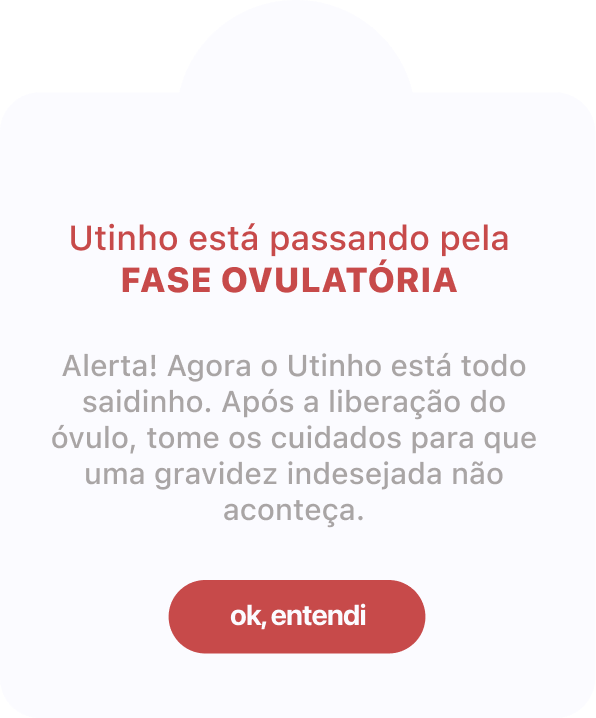 Utinho está passando pela
FASE OVULATÓRIA
Alerta! Agora o Utinho está todo
saidinho. Após a liberação do
óvulo, tome os cuidados para que
uma gravidez indesejada não
aconteça.
ok, entendi